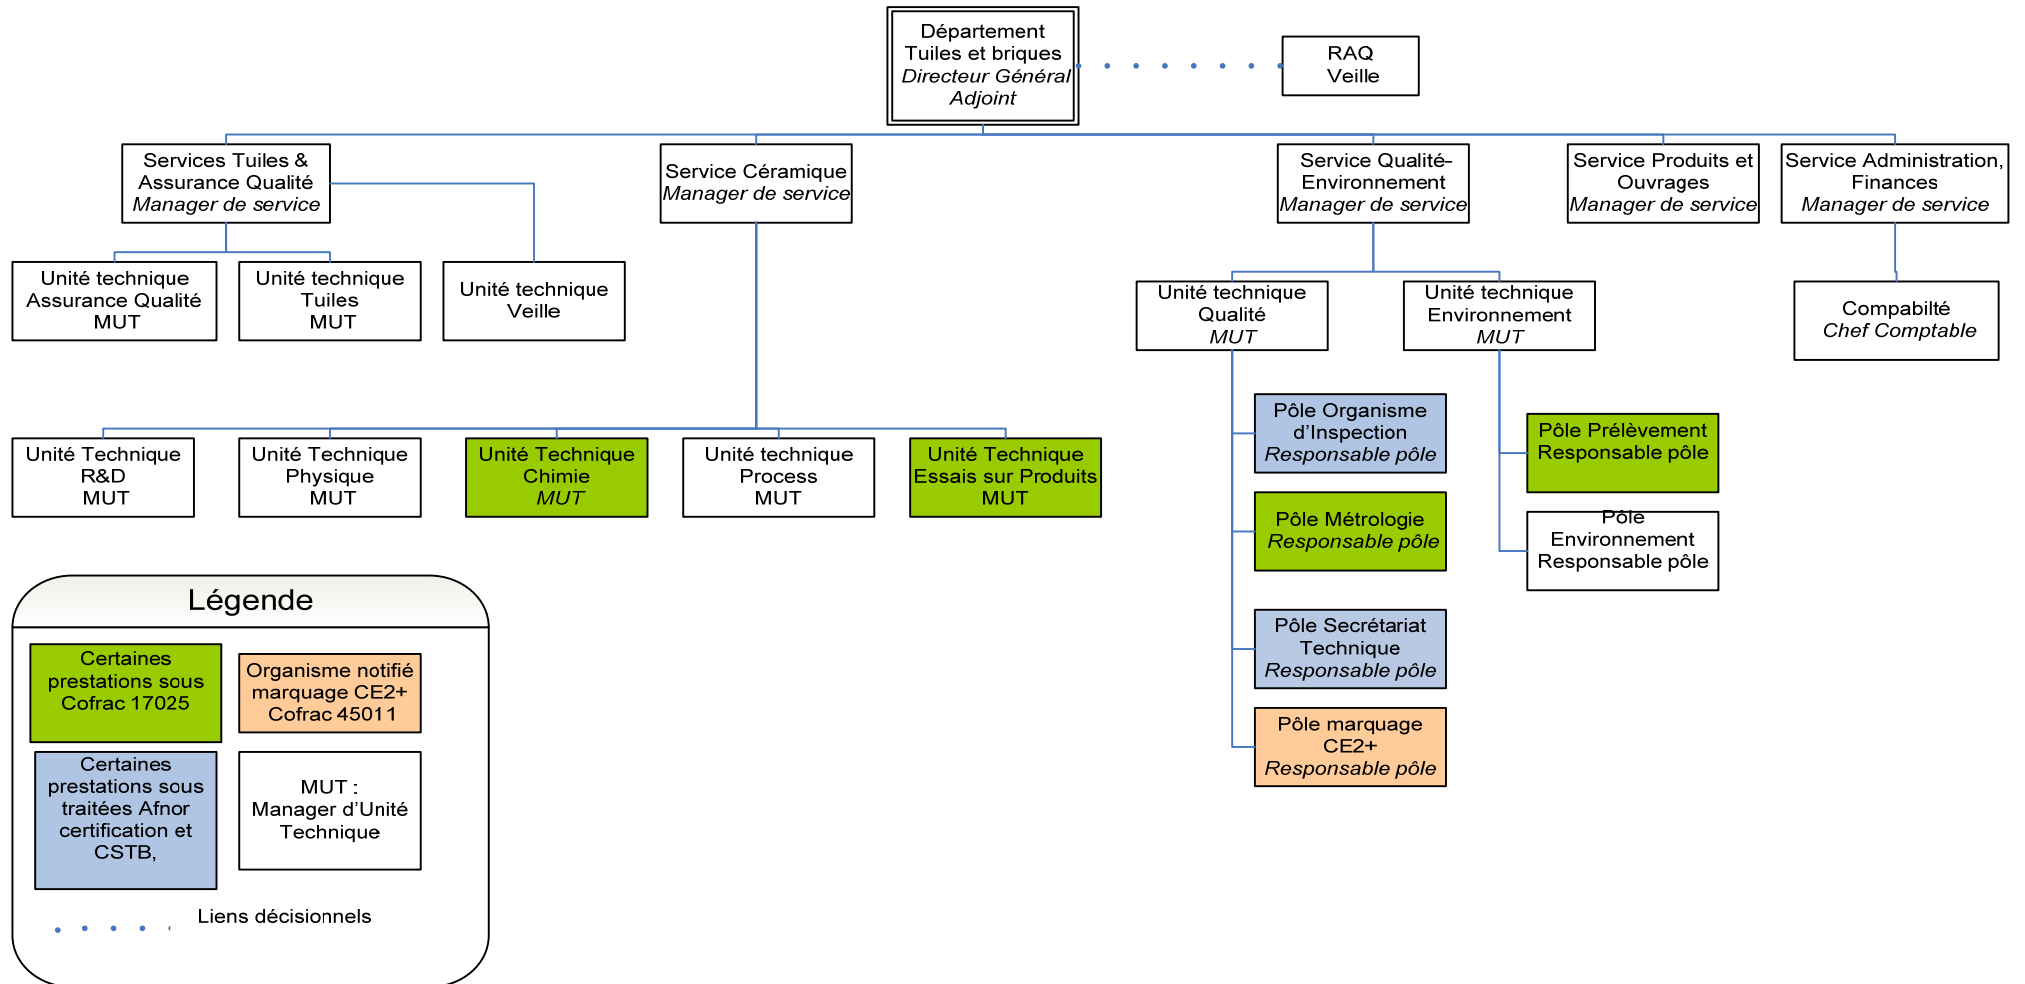 Département
Tuiles et briques
Directeur Général
Adjoint
RAQ
Veille
Services Tuiles &
Assurance Qualité
Manager de service
Service Céramique
Manager de service
Service Qualité-
Environnement
Manager de service
Service Produits et
Ouvrages
Manager de service
Service Administration,
Finances
Manager de service
Unité technique
Assurance Qualité
MUT
Unité technique
Tuiles
MUT
Unité technique
Veille
Unité technique
Qualité
MUT
Unité technique
Environnement
MUT
Compabilté
Chef Comptable
Unité Technique
R&D
MUT
Unité Technique
Physique
MUT
Unité Technique
Chimie
MUT
Unité technique
Process
MUT
Unité Technique
Essais sur Produits
MUT
Pôle Organisme
d'Inspection
Responsable pôle
Pôle Métrologie
Responsable pôle
Pôle Secrétariat
Technique
Responsable pôle
Pôle marquage
CE2+
Responsable pôle
Pôle Prélèvement
Responsable pôle
Pôle
Environnement
Responsable pôle
Légende
Certaines
prestations sous
Cofrac 17025
Organisme notifié
marquage CE2+
Cofrac 45011
Certaines
prestations sous
traitées Afnor
certification et
CSTB,
MUT :
Manager d'Unité
Technique
Liens décisionnels